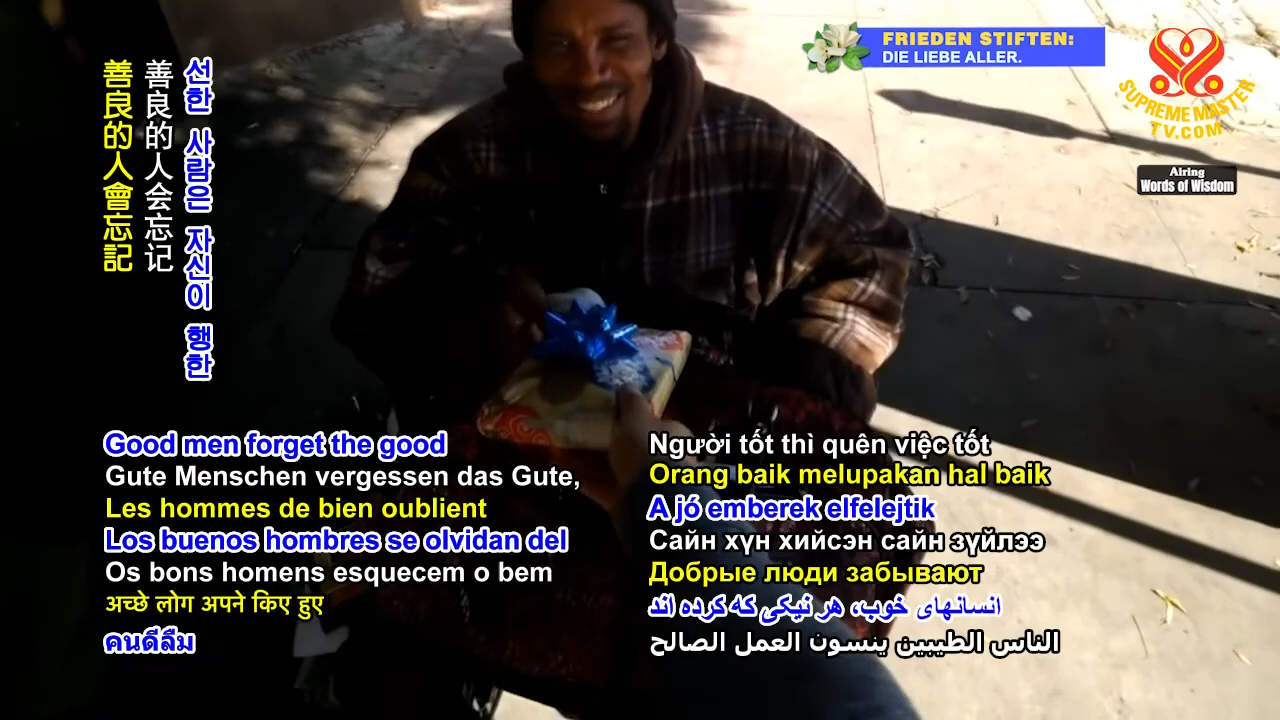 FRIEDEN STIFTEN:
DIE LIEBE ALLER.
SUPREME MASTER
TV.COM
Airing
Words of Wisdom
선한 사람은 자신이 행한
善良的人会忘记
善良的人會忘記
Good men forget the good
Gute Menschen vergessen das Gute,
Les hommes de bien oublient
Los buenos hombres se olvidan del
Os bons homens esquecem o bem
अच्छे लोग अपने किए हुए
คนดีลืม
Người tốt thì quên việc tốt
Orang baik melupakan hal baik
A jó emberek elfelejtik
Сайн хүн хийсэн сайн зүйлээ
Добрые люди забывают
انسانهای خوب، هر نیکی که کرده اند
الناس الطيبين ينسون العمل الصالح